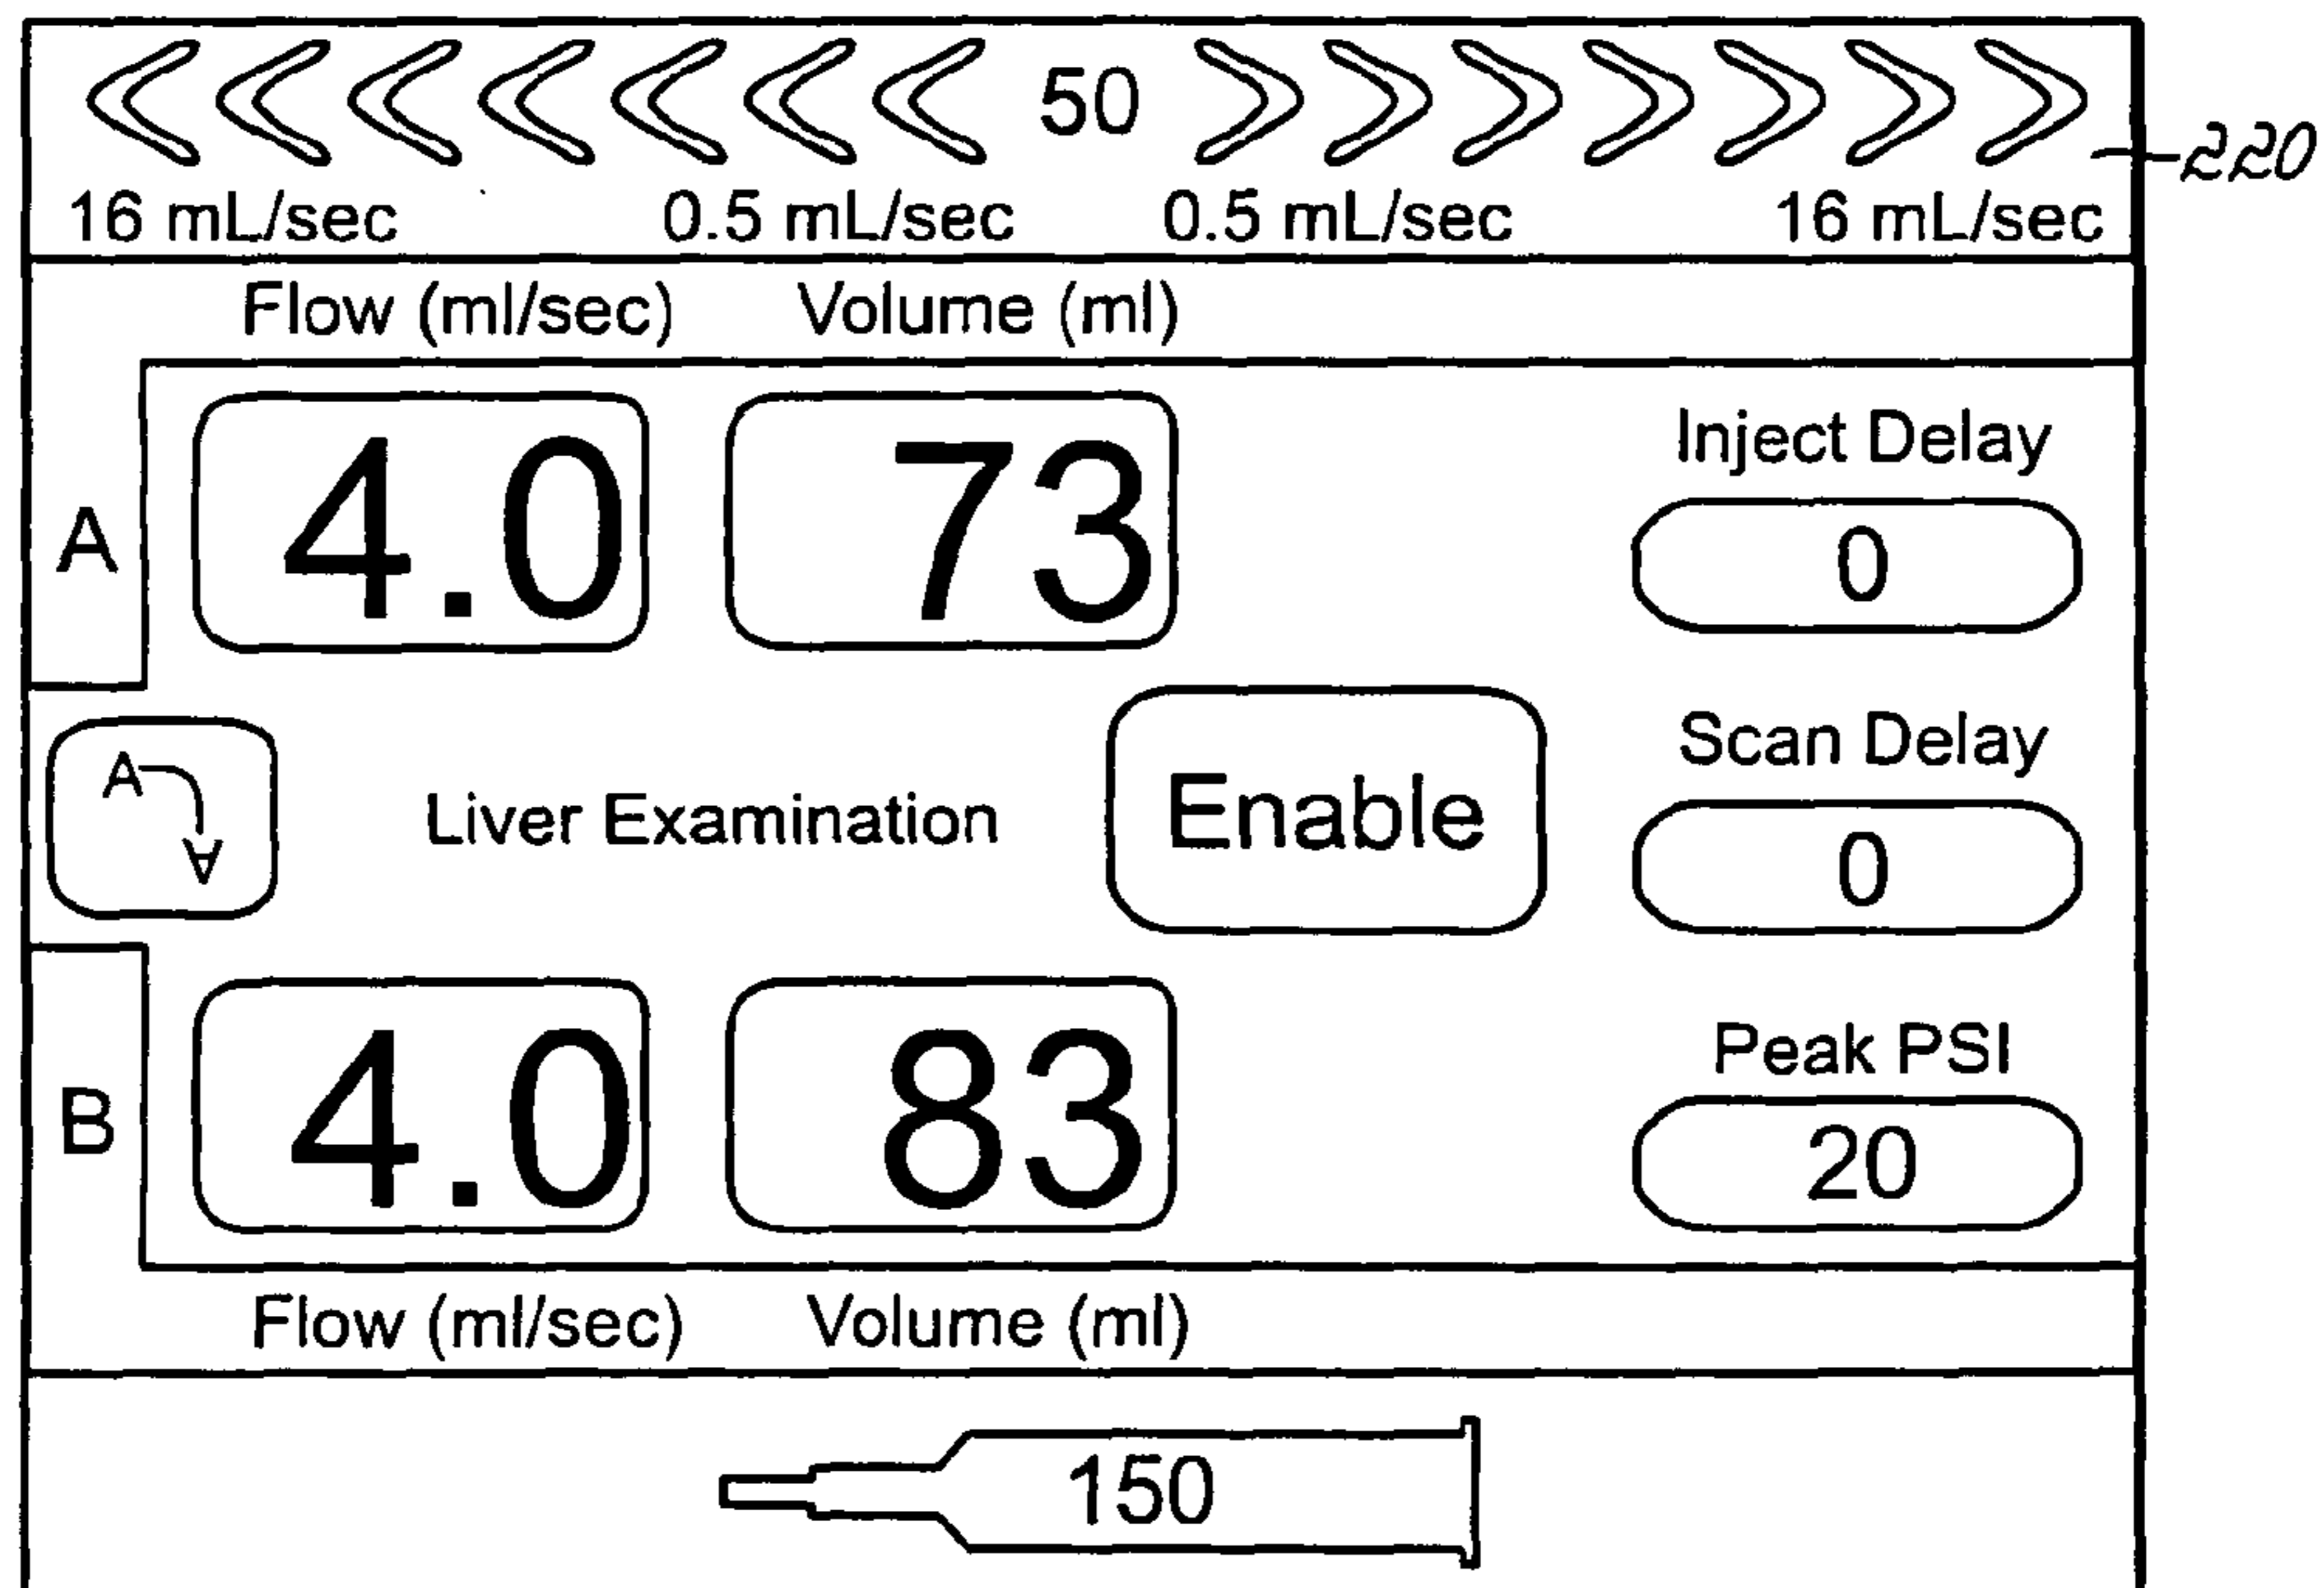 50
220
16 mL/sec 0.5 mL/sec 0.5 mL/sec 16 mL/sec
Flow (ml/sec) Volume (ml)
A 4.0 73
Inject Delay
0
A
A
Liver Examination
Enable
Scan Delay
0
B 4.0 83
Peak PSI
20
Flow (ml/sec) Volume (ml)
150